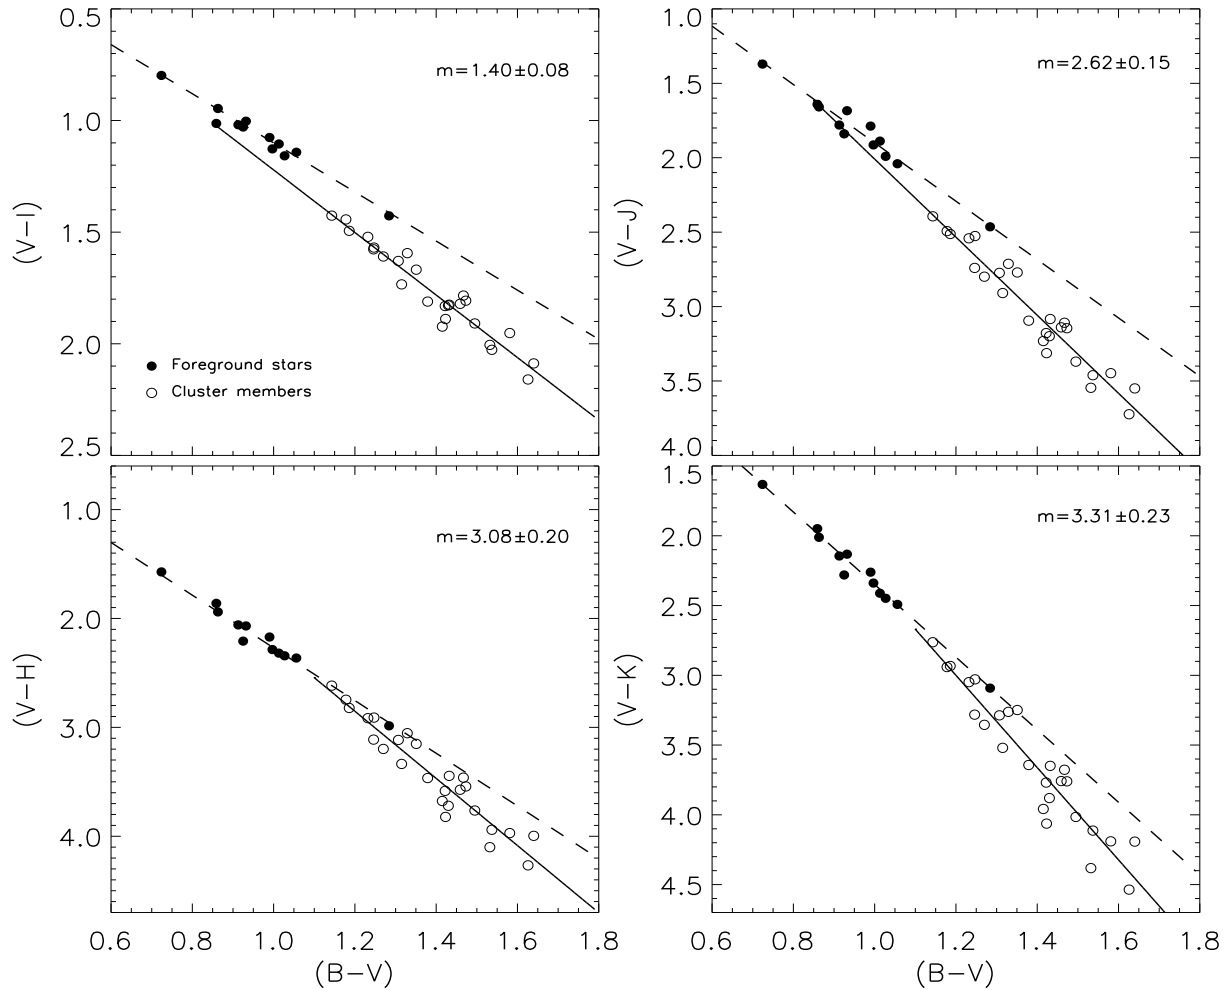 0.5
1.0
1.5
2.0
2.5
(V−I)
m=1.40±0.08
Foreground stars
Cluster members
1.0
1.5
2.0
2.5
3.0
3.5
4.0
(V−J)
m=2.62±0.15
1.0
2.0
3.0
4.0
(V−H)
m=3.08±0.20
0.6 0.8 1.0 1.2 1.4 1.6 1.8
(B−V)
1.5
2.0
2.5
3.0
3.5
4.0
4.5
(V−K)
m=3.31±0.23
0.6 0.8 1.0 1.2 1.4 1.6 1.8
(B−V)